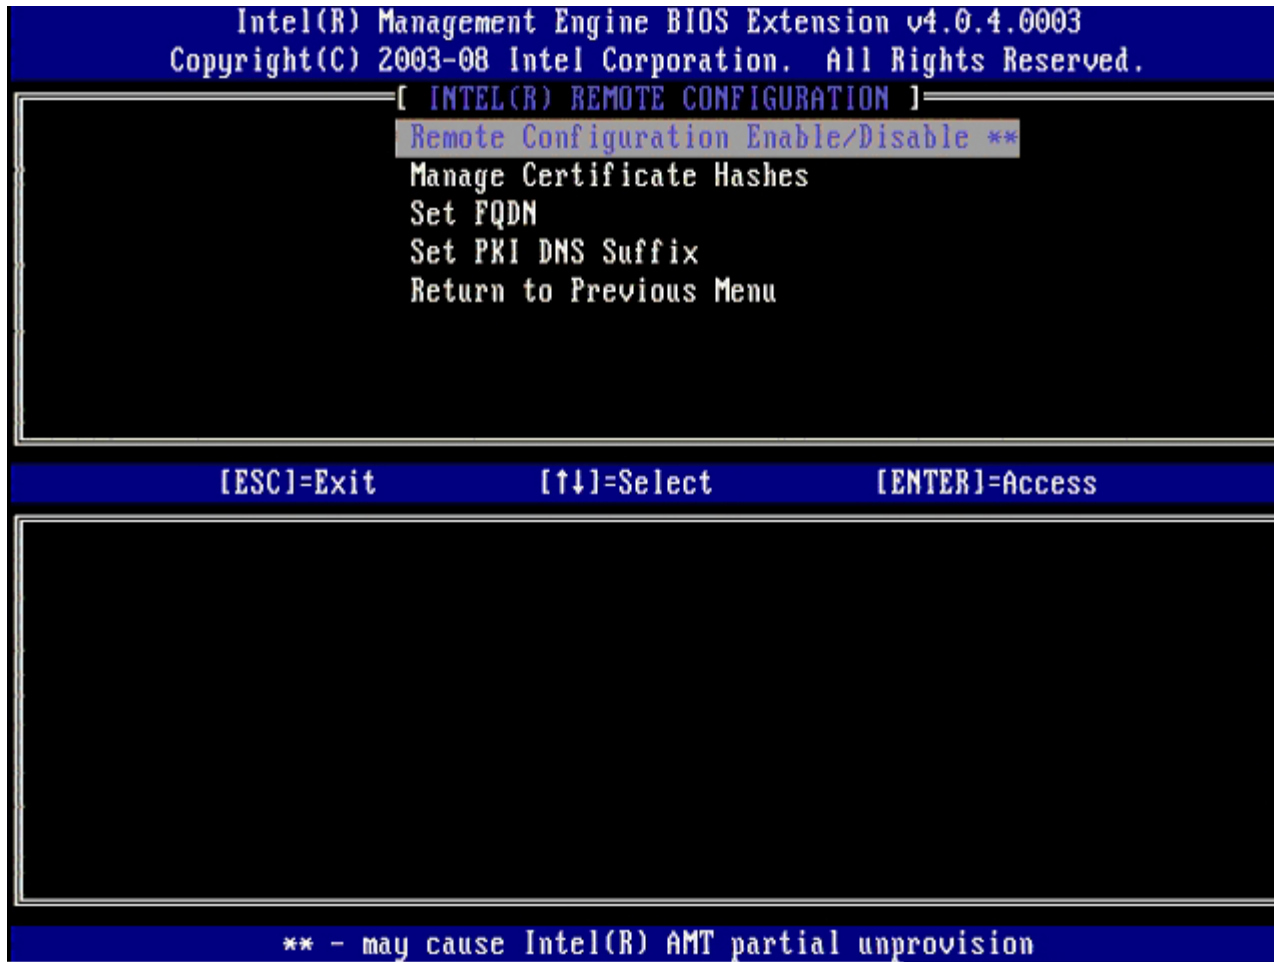 Intel(R) Management Engine BIOS Extension v4.0.4.0003
Copyright(C) 2003-08 Intel Corporation. All Rights Reserved.
[ INTEL(R) REMOTE CONFIGURATION ]
Remote Configuration Enable/Disable **
Manage Certificate Hashes
Set FQDN
Set PKI DNS Suffix
Return to Previous Menu
[ESC]=Exit [↑↓]=Select [ENTER]=Access
** - may cause Intel(R) AMT partial unprovision